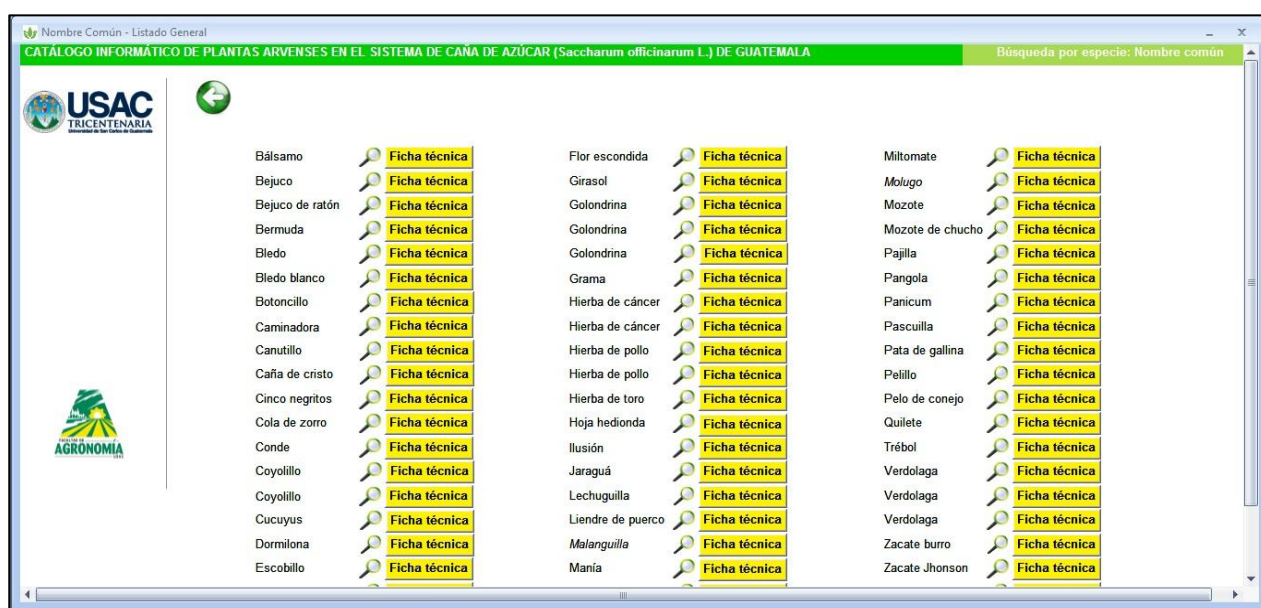 Nombre Común - Listado General
CATÁLOGO INFORMÁTICO DE PLANTAS ARVENSES EN EL SISTEMA DE CAÑA DE AZÚCAR (Saccharum officinarum L.) DE GUATEMALA Búsqueda por especie: Nombre común
USAC
TRICENTENARIA
Universidad de San Carlos de Guatemala
Bálsamo Ficha técnica Flor escondida Ficha técnica Miltomate Ficha técnica
Bejuco Ficha técnica Girasol Ficha técnica Molugo Ficha técnica
Bejuco de ratón Ficha técnica Golondrina Ficha técnica Mozote Ficha técnica
Bermuda Ficha técnica Golondrina Ficha técnica Mozote de chucho Ficha técnica
Bledo Ficha técnica Golondrina Ficha técnica Pajilla Ficha técnica
Bledo blanco Ficha técnica Grama Ficha técnica Pangola Ficha técnica
Botoncillo Ficha técnica Hierba de cáncer Ficha técnica Panicum Ficha técnica
Caminadora Ficha técnica Hierba de cáncer Ficha técnica Pascuilla Ficha técnica
Canutillo Ficha técnica Hierba de pollo Ficha técnica Pata de gallina Ficha técnica
Caña de cristo Ficha técnica Hierba de pollo Ficha técnica Pelillo Ficha técnica
Cinco negritos Ficha técnica Hierba de toro Ficha técnica Pelo de conejo Ficha técnica
Cola de zorro Ficha técnica Hoja hedionda Ficha técnica Quilete Ficha técnica
Conde Ficha técnica Ilusión Ficha técnica Trébol Ficha técnica
Coyolillo Ficha técnica Jaraguá Ficha técnica Verdolaga Ficha técnica
Coyolillo Ficha técnica Lechuguilla Ficha técnica Verdolaga Ficha técnica
Cucuyus Ficha técnica Liendre de puerco Ficha técnica Verdolaga Ficha técnica
Dormilona Ficha técnica Malanguilla Ficha técnica Zacate burro Ficha técnica
Escobillo Ficha técnica Manía Ficha técnica Zacate Jhonson Ficha técnica
FACULTAD DE
AGRONOMÍA